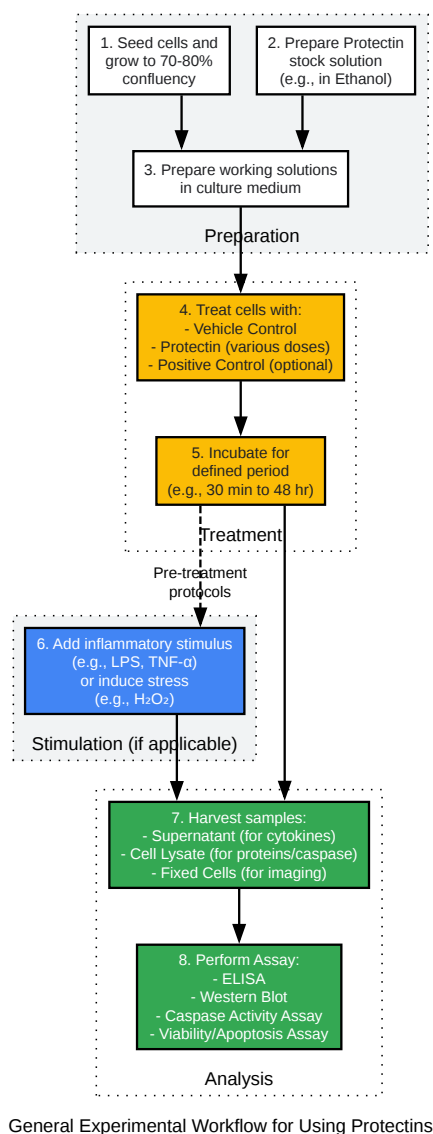 1. Seed cells and
grow to 70-80%
confluency
2. Prepare Protectin
stock solution
(e.g., in Ethanol)
3. Prepare working solutions
in culture medium
Preparation
4. Treat cells with:
- Vehicle Control
- Protectin (various doses)
- Positive Control (optional)
5. Incubate for
defined period
(e.g., 30 min to 48 hr)
Treatment
Pre-treatment
protocols
6. Add inflammatory stimulus
(e.g., LPS, TNF-α)
or induce stress
(e.g., H₂O₂)
Stimulation (if applicable)
7. Harvest samples:
- Supernatant (for cytokines)
- Cell Lysate (for proteins/caspase)
- Fixed Cells (for imaging)
8. Perform Assay:
- ELISA
- Western Blot
- Caspase Activity Assay
- Viability/Apoptosis Assay
Analysis
General Experimental Workflow for Using Protectins